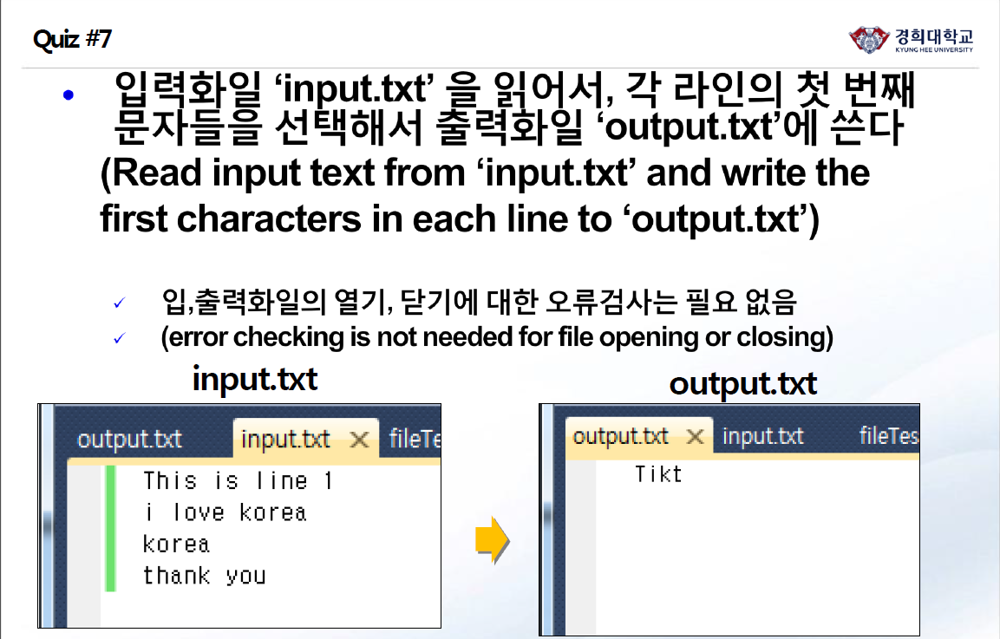 Quiz #7
경희대학교
KYUNG HEE UNIVERSITY
입력화일 ‘input.txt’ 을 읽어서, 각 라인의 첫 번째
문자들을 선택해서 출력화일 ‘output.txt’에 쓴다
(Read input text from ‘input.txt’ and write the
first characters in each line to ‘output.txt’)
입,출력화일의 열기, 닫기에 대한 오류검사는 필요 없음
(error checking is not needed for file opening or closing)
input.txt
output.txt input.txt fileTe
This is line 1
i love korea
korea
thank you
output.txt
output.txt input.txt fileTes
Tikt